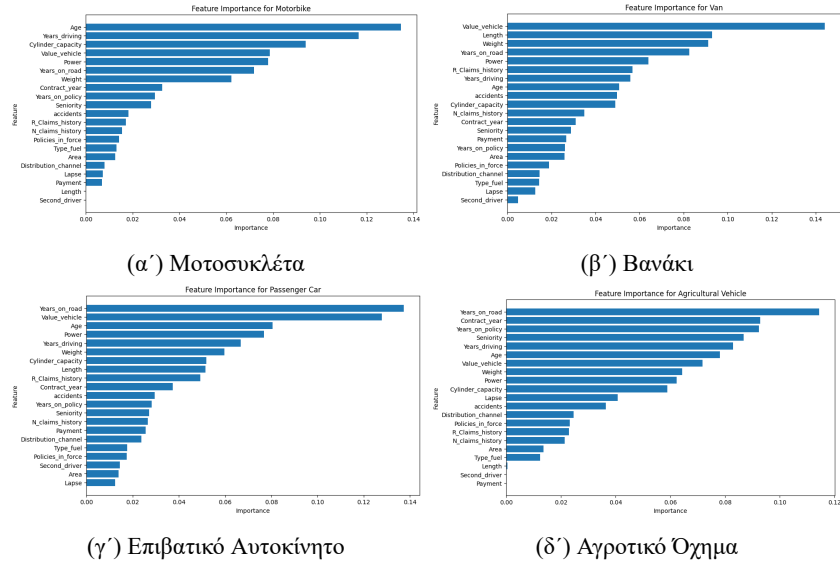 Feature Importance for Motorbike
Feature
Age
Years_driving
Cylinder_capacity
Value_vehicle
Power
Years_on_road
Weight
Contract_year
Years_on_policy
Seniority
accidents
R_Claims_history
N_claims_history
Policies_in_force
Type_fuel
Area
Distribution_channel
Lapse
Payment
Length
Second_driver
0.00 0.02 0.04 0.06 0.08 0.10 0.12 0.14
Importance
(α΄) Μοτοσυκλέτα
Feature Importance for Van
Feature
Value_vehicle
Length
Weight
Years_on_road
Power
R_Claims_history
Years_driving
Age
accidents
Cylinder_capacity
N_claims_history
Contract_year
Seniority
Payment
Years_on_policy
Area
Policies_in_force
Distribution_channel
Type_fuel
Lapse
Second_driver
0.00 0.02 0.04 0.06 0.08 0.10 0.12 0.14
Importance
(β΄) Βανάκι
Feature Importance for Passenger Car
Feature
Years_on_road
Value_vehicle
Age
Power
Years_driving
Weight
Cylinder_capacity
Length
R_Claims_history
Contract_year
accidents
Years_on_policy
Seniority
N_claims_history
Payment
Distribution_channel
Type_fuel
Policies_in_force
Second_driver
Area
Lapse
0.00 0.02 0.04 0.06 0.08 0.10 0.12 0.14
Importance
(γ΄) Επιβατικό Αυτοκίνητο
Feature Importance for Agricultural Vehicle
Feature
Years_on_road
Contract_year
Years_on_policy
Seniority
Years_driving
Age
Value_vehicle
Weight
Power
Cylinder_capacity
Lapse
accidents
Distribution_channel
Policies_in_force
R_Claims_history
N_claims_history
Area
Type_fuel
Length
Second_driver
Payment
0.00 0.02 0.04 0.06 0.08 0.10 0.12
Importance
(δ΄) Αγροτικό Όχημα